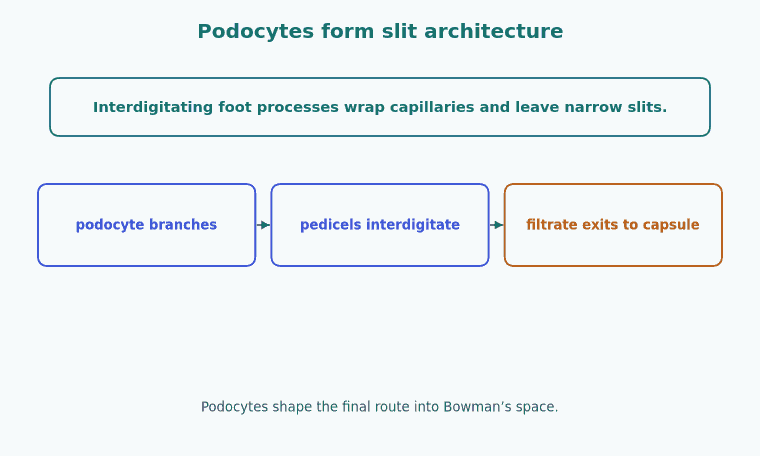 Podocytes form slit architecture
Interdigitating foot processes wrap capillaries and leave narrow slits.
podocyte branches
pedicels interdigitate
filtrate exits to capsule
Podocytes shape the final route into Bowman’s space.